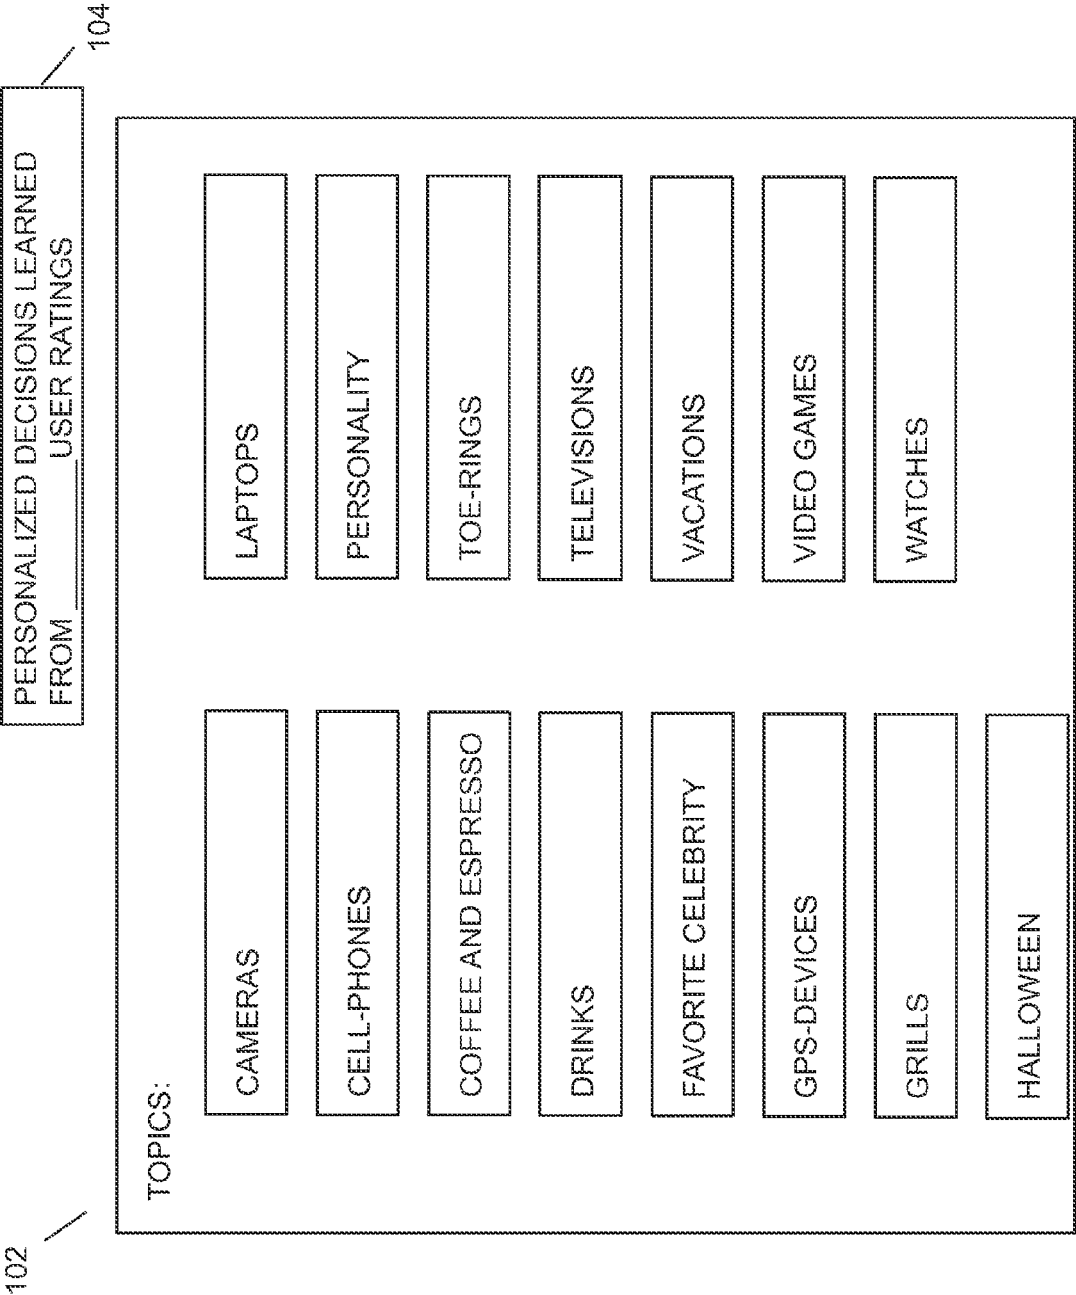 102
104
PERSONALIZED DECISIONS LEARNED
FROM ________ USER RATINGS
TOPICS:
CAMERAS
CELL-PHONES
COFFEE AND ESPRESSO
DRINKS
FAVORITE CELEBRITY
GPS-DEVICES
GRILLS
HALLOWEEN
LAPTOPS
PERSONALITY
TOE-RINGS
TELEVISIONS
VACATIONS
VIDEO GAMES
WATCHES